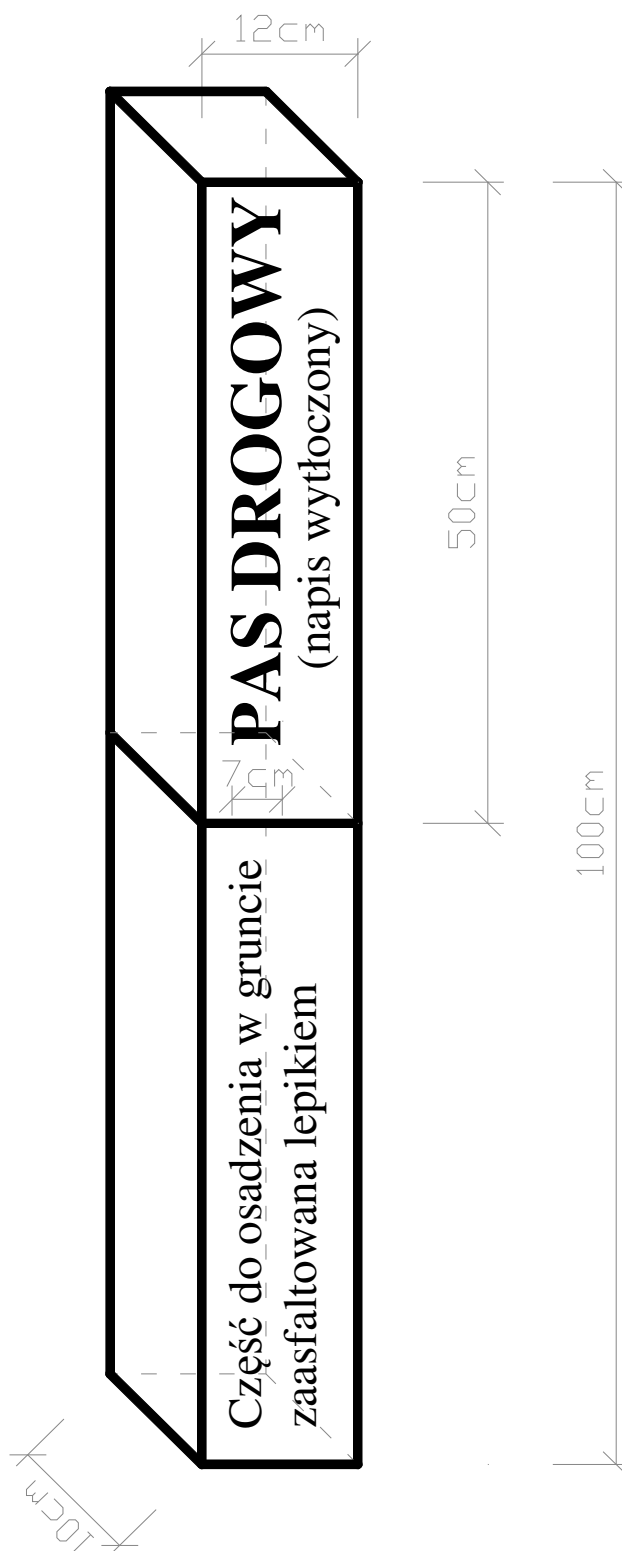 12cm
PAS DROGOWY
(napis wytłoczony)
50cm
7cm
100cm
Część do osadzenia w gruncie
zaasfaltowana lepikiem
10cm